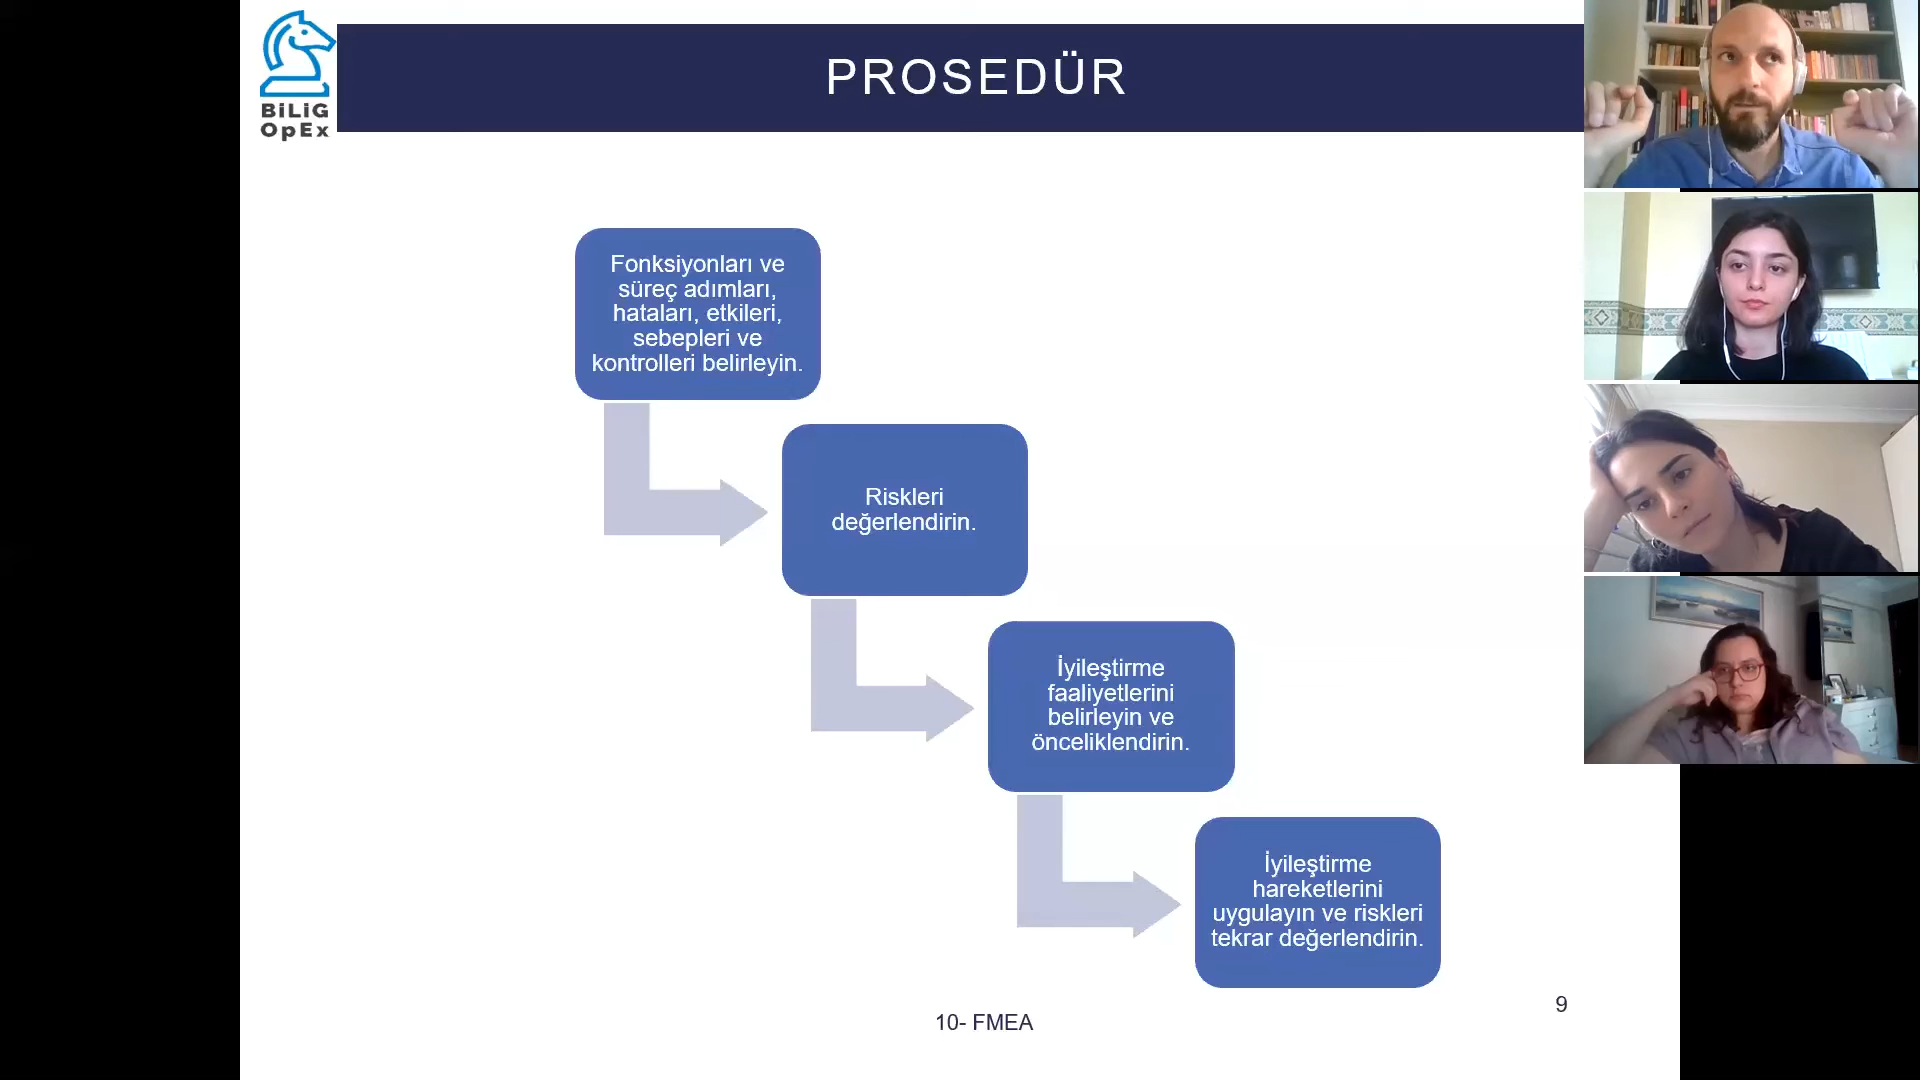 BiLiG
OpEx
PROSEDÜR
Fonksiyonları ve
süreç adımları,
hataları, etkileri,
sebepleri ve
kontrolleri belirleyin.
Riskleri
değerlendirin.
İyileştirme
faaliyetlerini
belirleyin ve
önceliklendirin.
İyileştirme
hareketlerini
uygulayın ve riskleri
tekrar değerlendirin.
9
10- FMEA